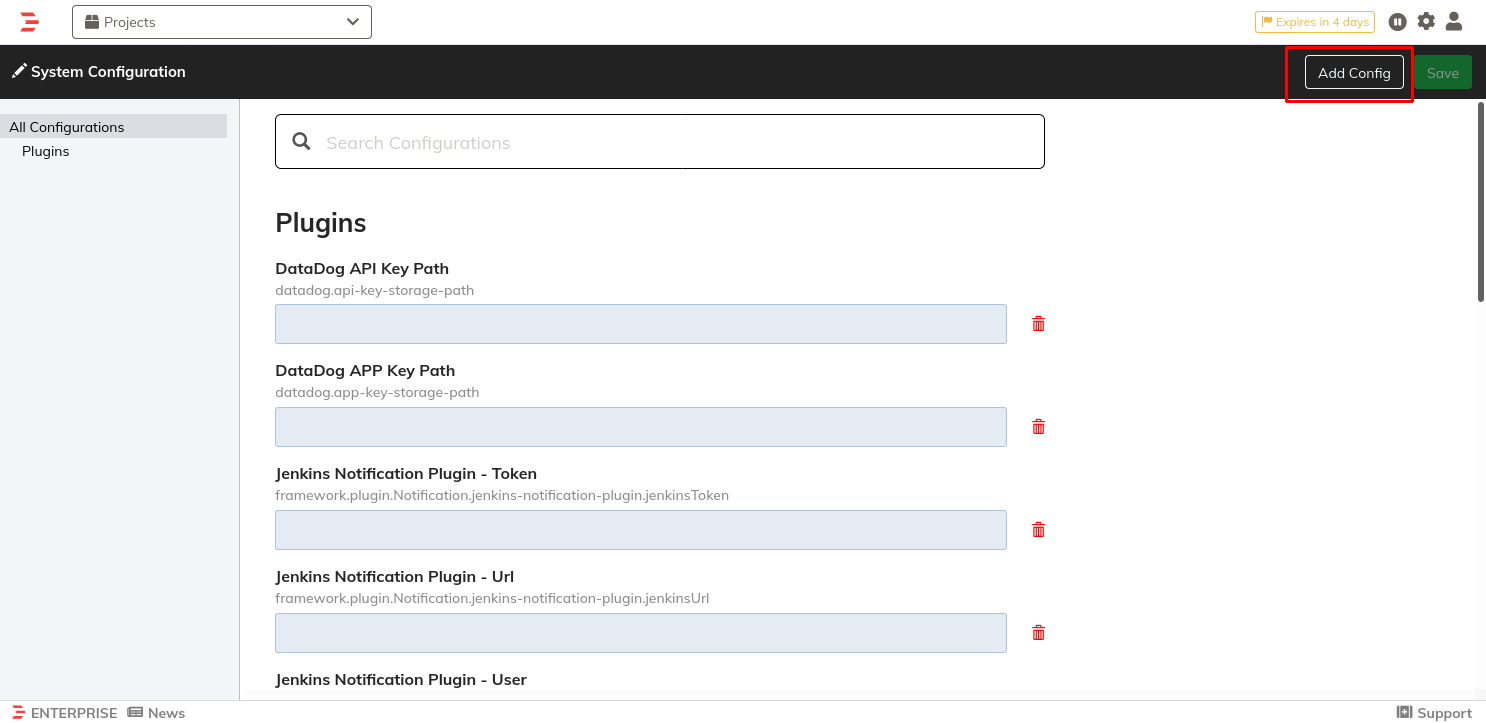 Projects
Expires in 4 days
System Configuration
Add Config
Save
All Configurations
Plugins
Search Configurations
Plugins
DataDog API Key Path
datadog.api-key-storage-path
DataDog APP Key Path
datadog.app-key-storage-path
Jenkins Notification Plugin - Token
framework.plugin.Notification.jenkins-notification-plugin.jenkinsToken
Jenkins Notification Plugin - Url
framework.plugin.Notification.jenkins-notification-plugin.jenkinsUrl
Jenkins Notification Plugin - User
ENTERPRISE
News
Support